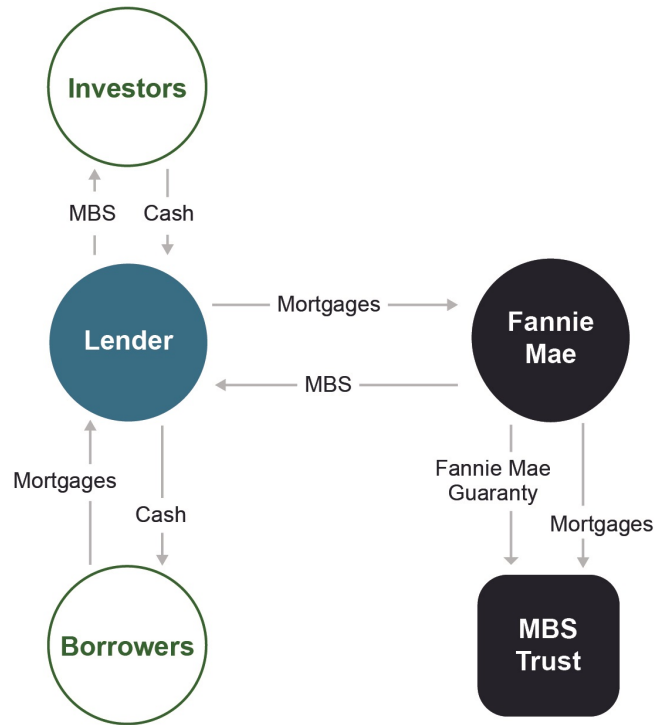 Investors
MBS
Cash
Lender
Mortgages
Fannie
Mae
MBS
Mortgages
Cash
Fannie Mae
Guaranty
Mortgages
Borrowers
MBS
Trust